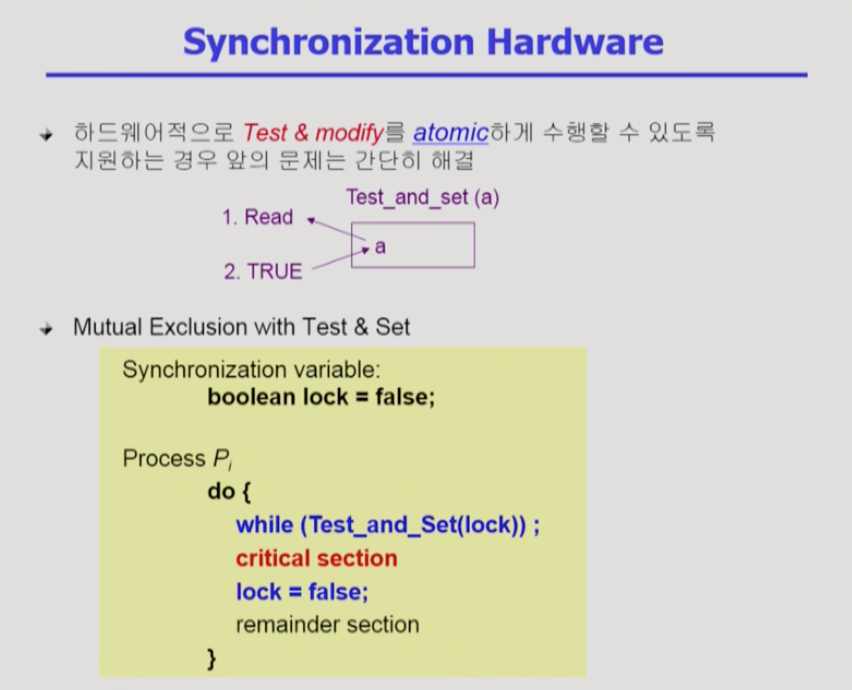 Synchronization Hardware
하드웨어적으로 Test & modify를 atomic하게 수행할 수 있도록
지원하는 경우 앞의 문제는 간단히 해결
Test_and_set (a)
1. Read
a
2. TRUE
Mutual Exclusion with Test & Set
Synchronization variable:
boolean lock = false;
Process Pi
do {
while (Test_and_Set(lock)) ;
critical section
lock = false;
remainder section
}